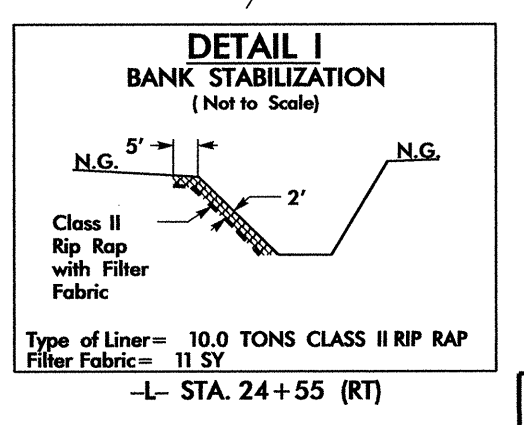 DETAIL I
BANK STABILIZATION
( Not to Scale)
5'
N.G.
N.G.
2'
Class II
Rip Rap
with Filter
Fabric
Type of Liner= 10.0 TONS CLASS II RIP RAP
Filter Fabric= 11 SY
-L- STA. 24+55 (RT)